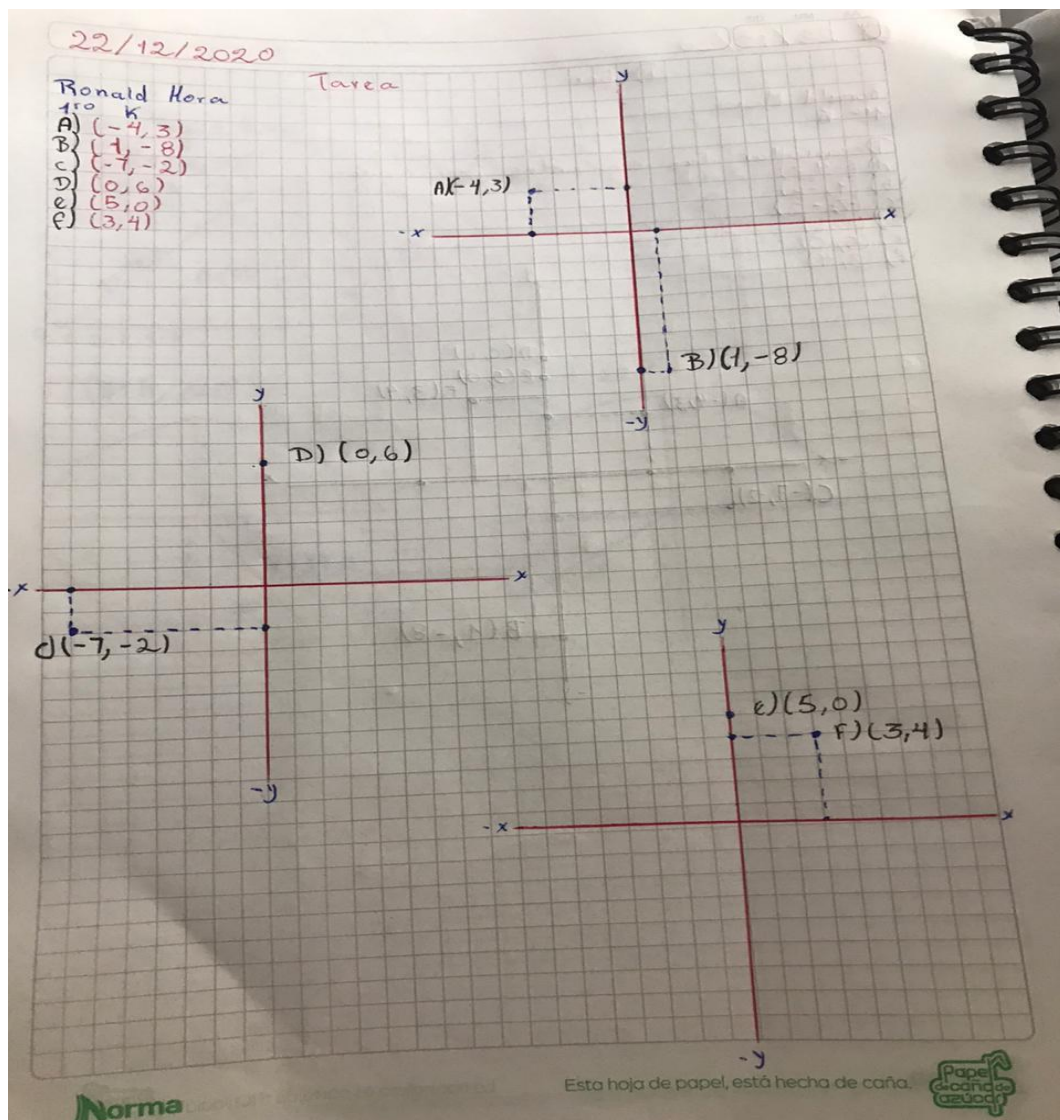 22/12/2020
Tarea
Ronald Mora
1ro K
A) (-4, 3)
B) (1, -8)
C) (-7, -2)
D) (0, 6)
e) (5, 0)
F) (3, 4)
y
A)(-4, 3)
-x
x
B)(1, -8)
-y
y
D) (0, 6)
-x
x
c)(-7, -2)
-y
y
e)(5, 0)
F)(3, 4)
-x
x
-y
Norma
Esta hoja de papel, está hecha de caña.
Papel de caña de azúcar